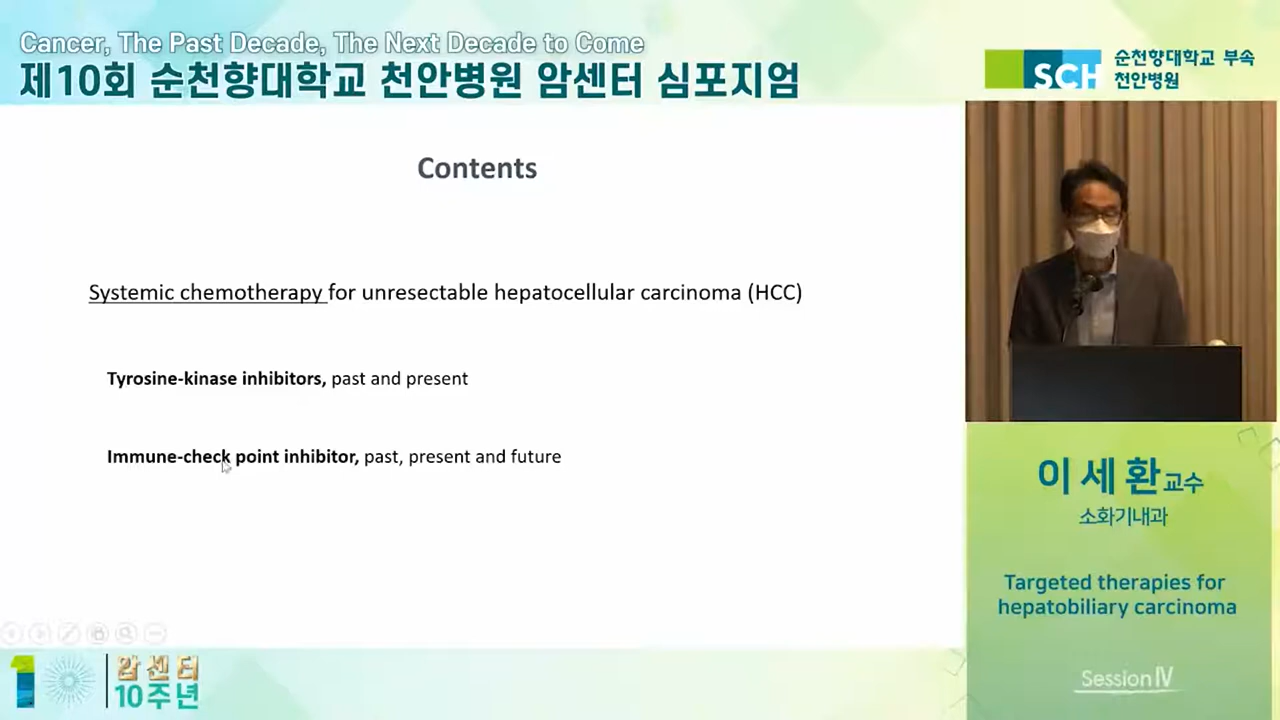 Cancer, The Past Decade, The Next Decade to Come
제10회 순천향대학교 천안병원 암센터 심포지엄
SCH
순천향대학교 부속
천안병원
Contents
Systemic chemotherapy for unresectable hepatocellular carcinoma (HCC)
Tyrosine-kinase inhibitors, past and present
Immune-check point inhibitor, past, present and future
이세환교수
소화기내과
Targeted therapies for
hepatobiliary carcinoma
Session Ⅳ
암센터
10주년